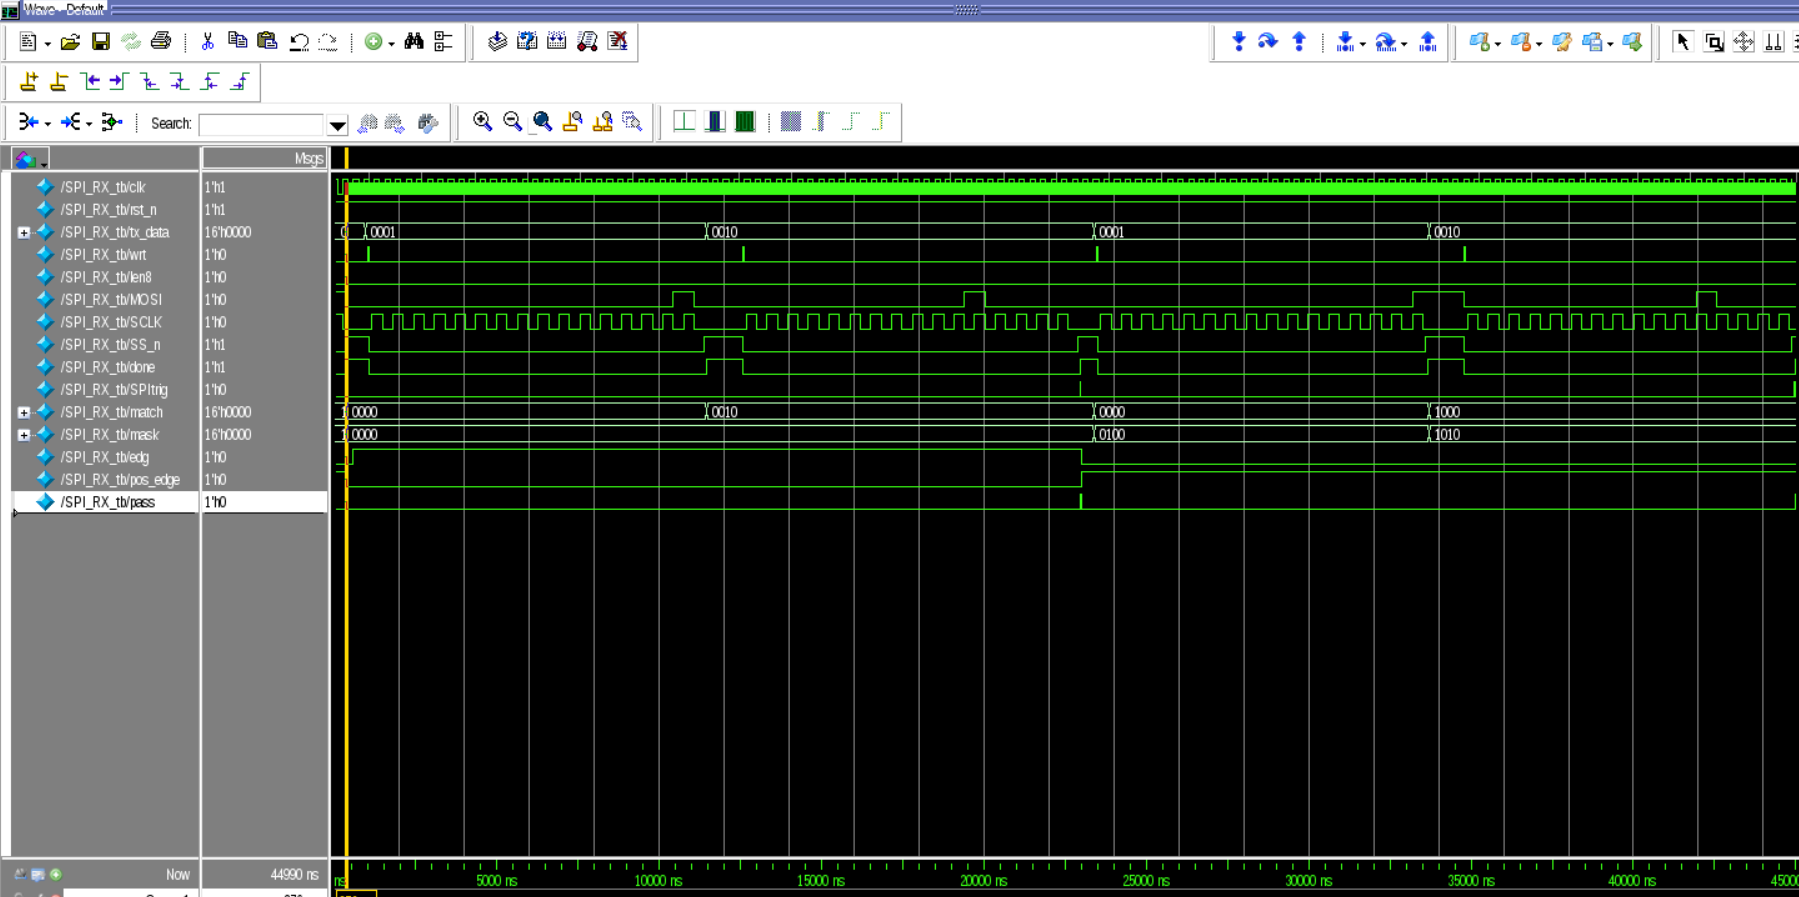 Wave - Default
Search:
Msgs
/SPI_RX_tb/clk 1'h1
/SPI_RX_tb/rst_n 1'h1
/SPI_RX_tb/tx_data 16'h0000 0001 0010 0001 0010
/SPI_RX_tb/wrt 1'h0
/SPI_RX_tb/len8 1'h0
/SPI_RX_tb/MOSI 1'h0
/SPI_RX_tb/SCLK 1'h0
/SPI_RX_tb/SS_n 1'h1
/SPI_RX_tb/done 1'h1
/SPI_RX_tb/SPItrig 1'h0
/SPI_RX_tb/match 16'h0000 0000 0010 0000 1000
/SPI_RX_tb/mask 16'h0000 0000 0100 1010
/SPI_RX_tb/edg 1'h0
/SPI_RX_tb/pos_edge 1'h0
/SPI_RX_tb/pass 1'h0
Now 44990 ns ns 5000 ns 10000 ns 15000 ns 20000 ns 25000 ns 30000 ns 35000 ns 40000 ns 45000